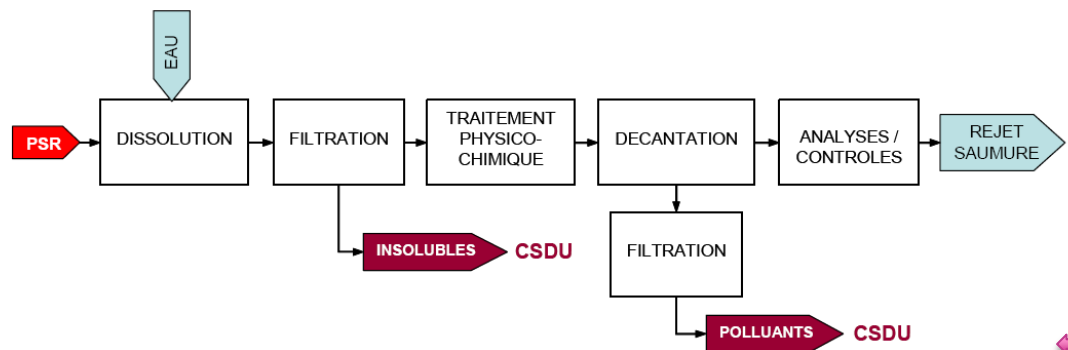 EAU
PSR
DISSOLUTION
FILTRATION
TRAITEMENT
PHYSICO-
CHIMIQUE
DECANTATION
ANALYSES /
CONTROLES
REJET
SAUMURE
INSOLUBLES
CSDU
FILTRATION
POLLUANTS
CSDU